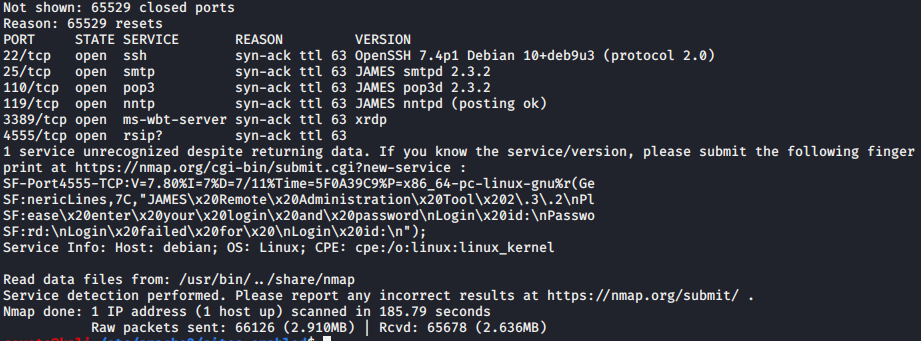 Not shown: 65529 closed ports
Reason: 65529 resets
PORT     STATE SERVICE       REASON         VERSION
22/tcp   open  ssh           syn-ack ttl 63 OpenSSH 7.4p1 Debian 10+deb9u3 (protocol 2.0)
25/tcp   open  smtp          syn-ack ttl 63 JAMES smtpd 2.3.2
110/tcp  open  pop3          syn-ack ttl 63 JAMES pop3d 2.3.2
119/tcp  open  nntp          syn-ack ttl 63 JAMES nntpd (posting ok)
3389/tcp open  ms-wbt-server syn-ack ttl 63 xrdp
4555/tcp open  rsip?         syn-ack ttl 63
1 service unrecognized despite returning data. If you know the service/version, please submit the following finger
print at https://nmap.org/cgi-bin/submit.cgi?new-service :
SF-Port4555-TCP:V=7.80%I=7%D=7/11%Time=5F0A39C9%P=x86_64-pc-linux-gnu%r(Ge
SF:nericLines,7C,"JAMES\x20Remote\x20Administration\x20Tool\x202\.3\.2\nPl
SF:ease\x20enter\x20your\x20login\x20and\x20password\nLogin\x20id:\nPasswo
SF:rd:\nLogin\x20failed\x20for\x20\nLogin\x20id:\n");
Service Info: Host: debian; OS: Linux; CPE: cpe:/o:linux:linux_kernel
Read data files from: /usr/bin/../share/nmap
Service detection performed. Please report any incorrect results at https://nmap.org/submit/ .
Nmap done: 1 IP address (1 host up) scanned in 185.79 seconds
           Raw packets sent: 66126 (2.910MB) | Rcvd: 65678 (2.636MB)